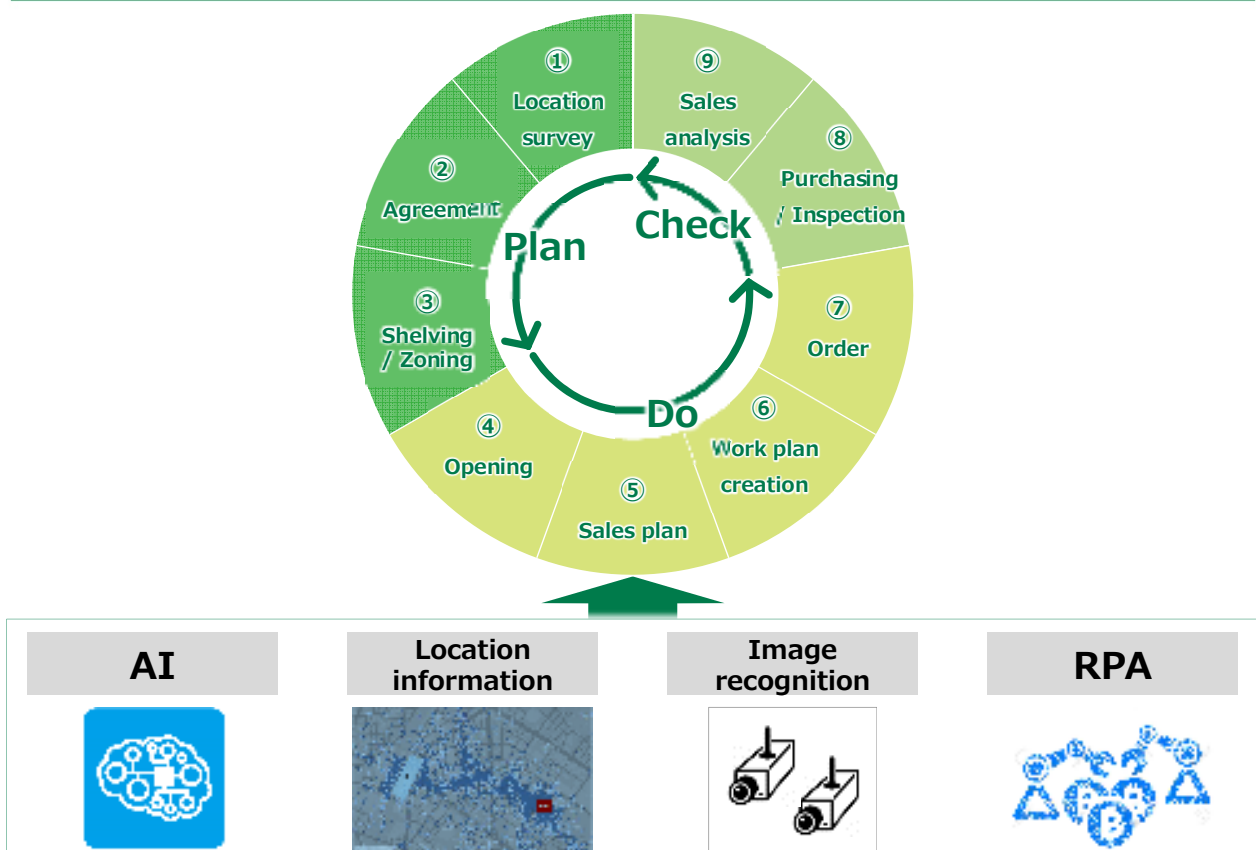 ①
Location
survey
②
Agreement
③
Shelving
/ Zoning
④
Opening
⑤
Sales plan
⑥
Work plan
creation
⑦
Order
⑧
Purchasing
/ Inspection
⑨
Sales
analysis
Plan
Do
Check
AI
Location
information
Image
recognition
RPA